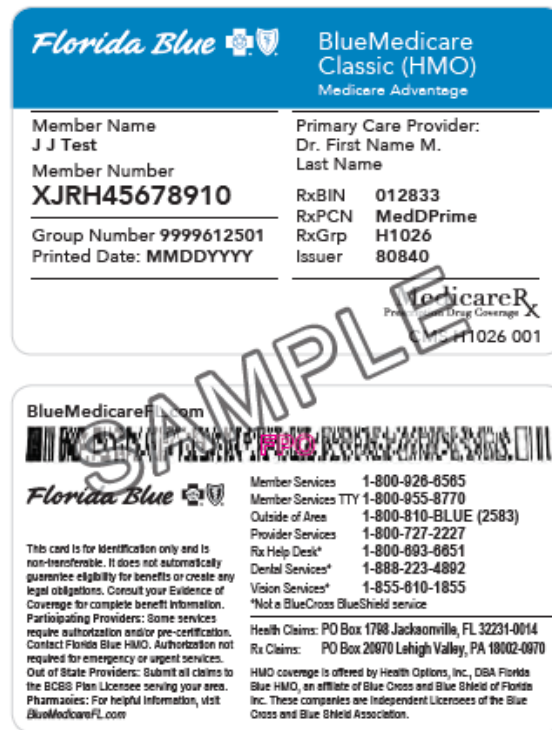 Florida Blue
BlueMedicare
Classic (HMO)
Medicare Advantage
Member Name
J J Test
Member Number
XJRH45678910
Group Number 9999612501
Printed Date: MMDDYYYY
Primary Care Provider:
Dr. First Name M.
Last Name
RxBIN 012833
RxPCN MedDPrime
RxGrp H1026
Issuer 80840
MedicareRx
Prescription Drug Coverage
CMS H1026 001
SAMPLE
BlueMedicareFL.com
FPO
Florida Blue
This card is for identification only and is
non-transferable. It does not automatically
guarantee eligibility for benefits or create any
legal obligations. Consult your Evidence of
Coverage for complete benefit information.
Participating Providers: Some services
require authorization and/or pre-certification.
Contact Florida Blue HMO. Authorization not
required for emergency or urgent services.
Out of State Providers: Submit all claims to
the BCBS Plan Licensee serving your area.
Pharmacies: For helpful information, visit
BlueMedicareFL.com
Member Services 1-800-926-6565
Member Services TTY 1-800-955-8770
Outside of Area 1-800-810-BLUE (2583)
Provider Services 1-800-727-2227
Rx Help Desk* 1-800-693-6651
Dental Services* 1-888-223-4892
Vision Services* 1-855-610-1855
*Not a BlueCross BlueShield service
Health Claims: PO Box 1798 Jacksonville, FL 32231-0014
Rx Claims: PO Box 20970 Lehigh Valley, PA 18002-0970
HMO coverage is offered by Health Options, Inc., DBA Florida
Blue HMO, an affiliate of Blue Cross and Blue Shield of Florida
Inc. These companies are Independent Licensees of the Blue
Cross and Blue Shield Association.